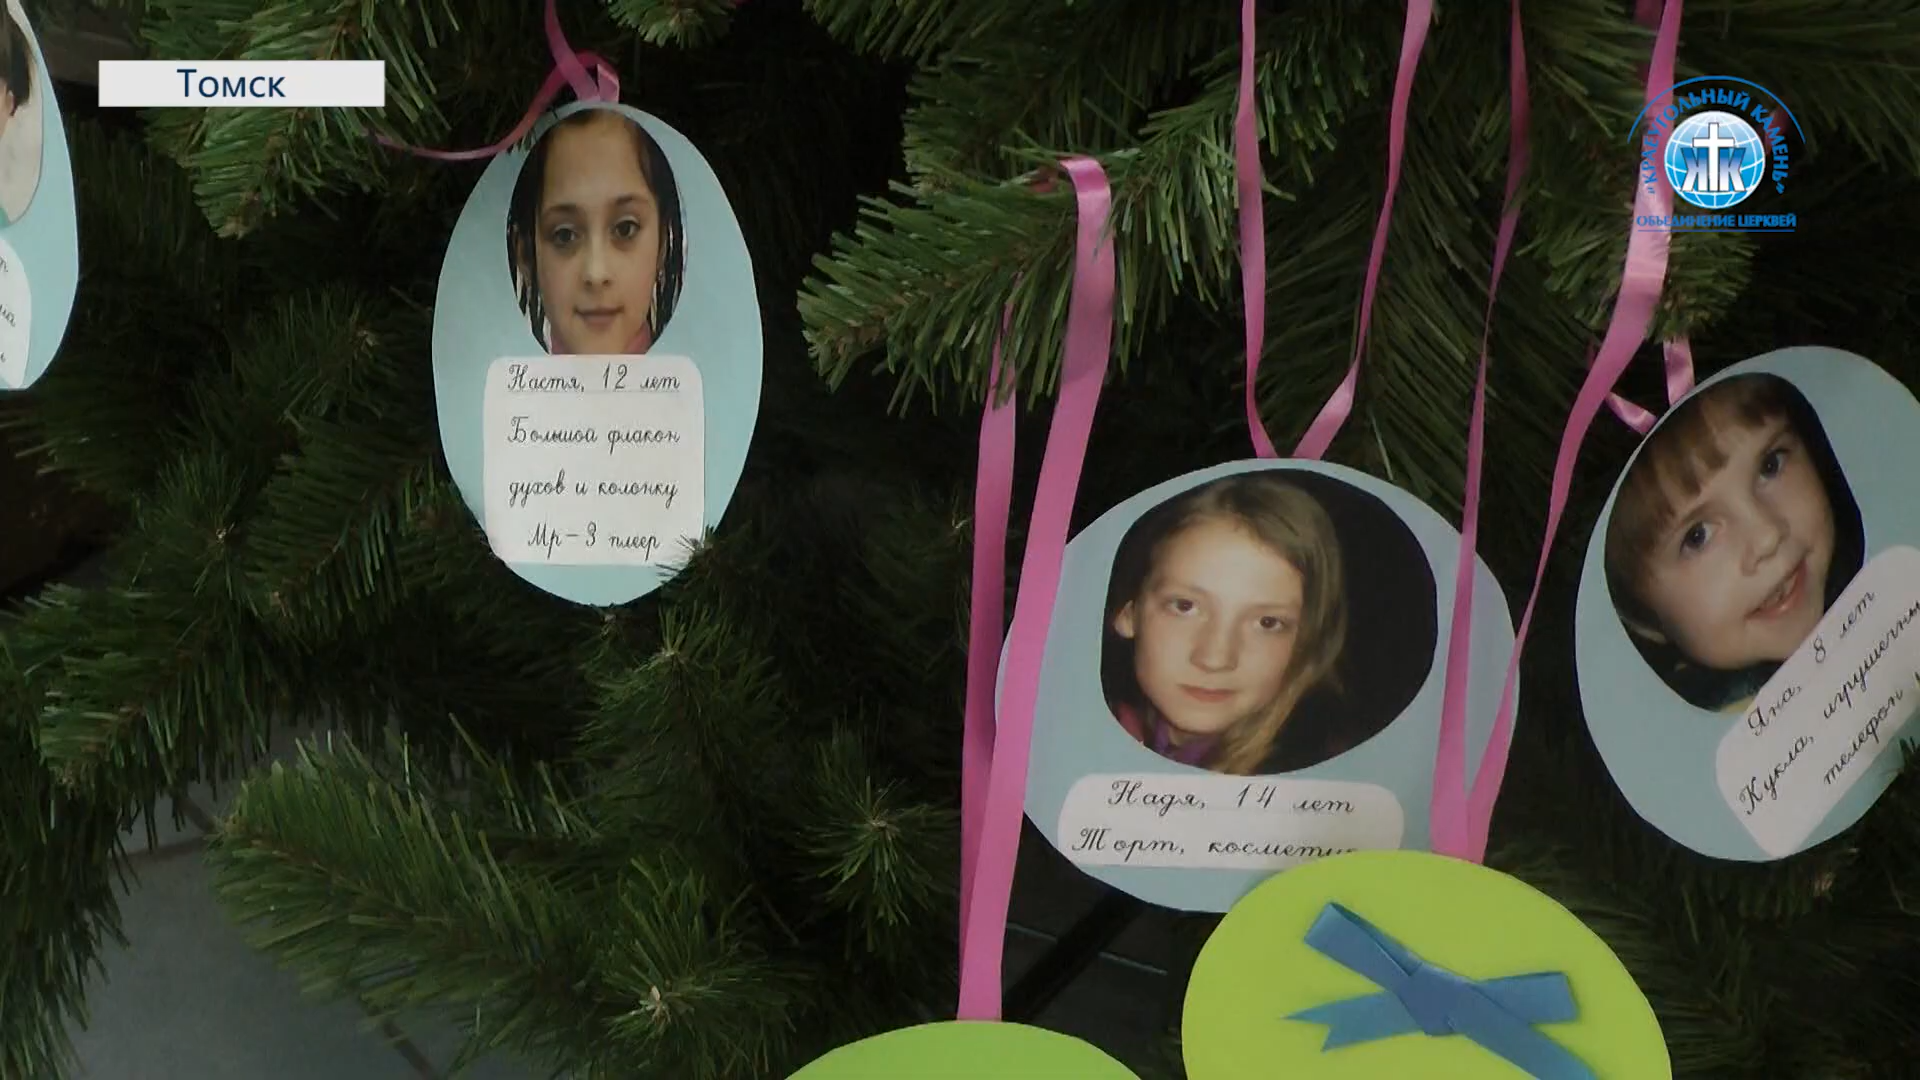 Томск
"КРАЕУГОЛЬНЫЙ КАМЕНЬ"
ОБЪЕДИНЕНИЕ ЦЕРКВЕЙ
Настя, 12 лет
Большой флакон
духов и колонку
Мр-3 плеер
Надя, 14 лет
Торт,
Яна, 8 лет
Кукла,
телефон